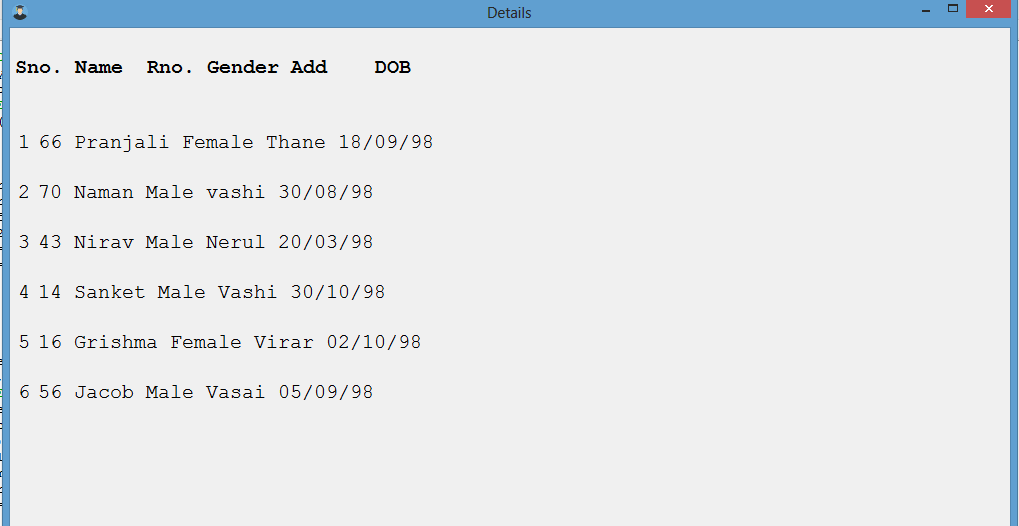 Details
Sno. Name Rno. Gender Add DOB
1 66 Pranjali Female Thane 18/09/98
2 70 Naman Male vashi 30/08/98
3 43 Nirav Male Nerul 20/03/98
4 14 Sanket Male Vashi 30/10/98
5 16 Grishma Female Virar 02/10/98
6 56 Jacob Male Vasai 05/09/98